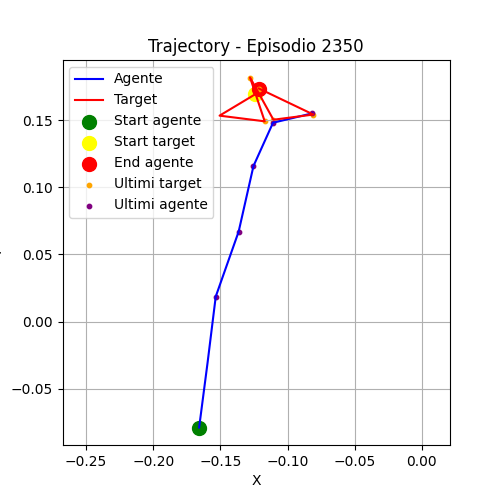 Trajectory - Episodio 2350
Agente
Target
Start agente
Start target
End agente
Ultimi target
Ultimi agente
0.15
0.10
0.05
0.00
−0.05
−0.25
−0.20
−0.15
−0.10
−0.05
0.00
X